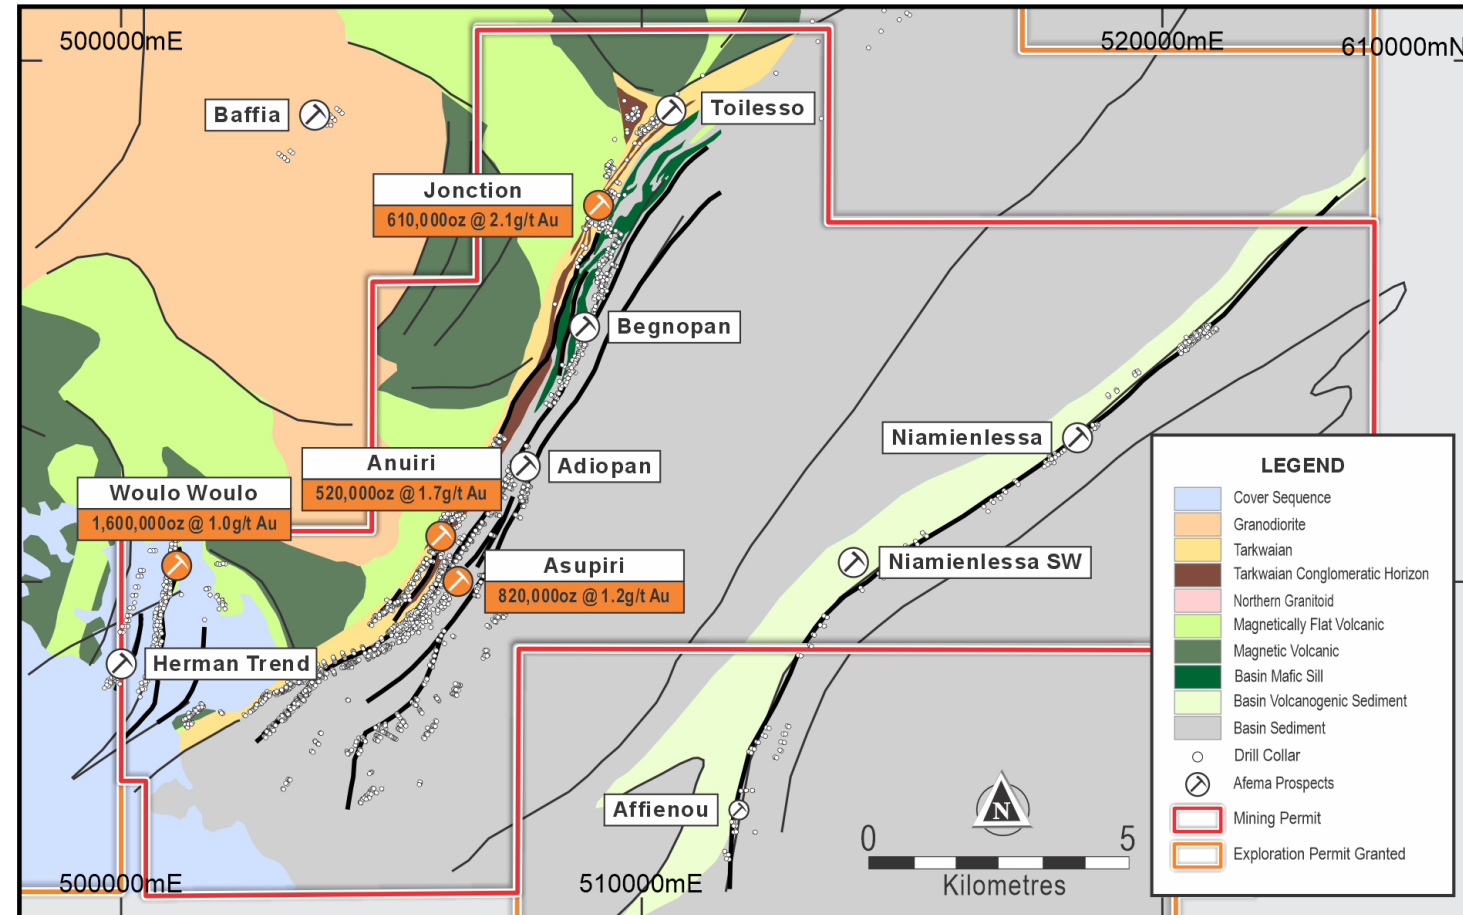 500000mE
520000mE
610000mN
Baffia
Toilesso
Jonction
610,000oz @ 2.1g/t Au
Begnopan
Niamienlessa
Anuiri
520,000oz @ 1.7g/t Au
Adiopan
Woulo Woulo
1,600,000oz @ 1.0g/t Au
Asupiri
820,000oz @ 1.2g/t Au
Niamienlessa SW
Herman Trend
Affienou
LEGEND
Cover Sequence
Granodiorite
Tarkwaian
Tarkwaian Conglomeratic Horizon
Northern Granitoid
Magnetically Flat Volcanic
Magnetic Volcanic
Basin Mafic Sill
Basin Volcanogenic Sediment
Basin Sediment
Drill Collar
Afema Prospects
Mining Permit
Exploration Permit Granted
N
0
5
Kilometres
500000mE
510000mE